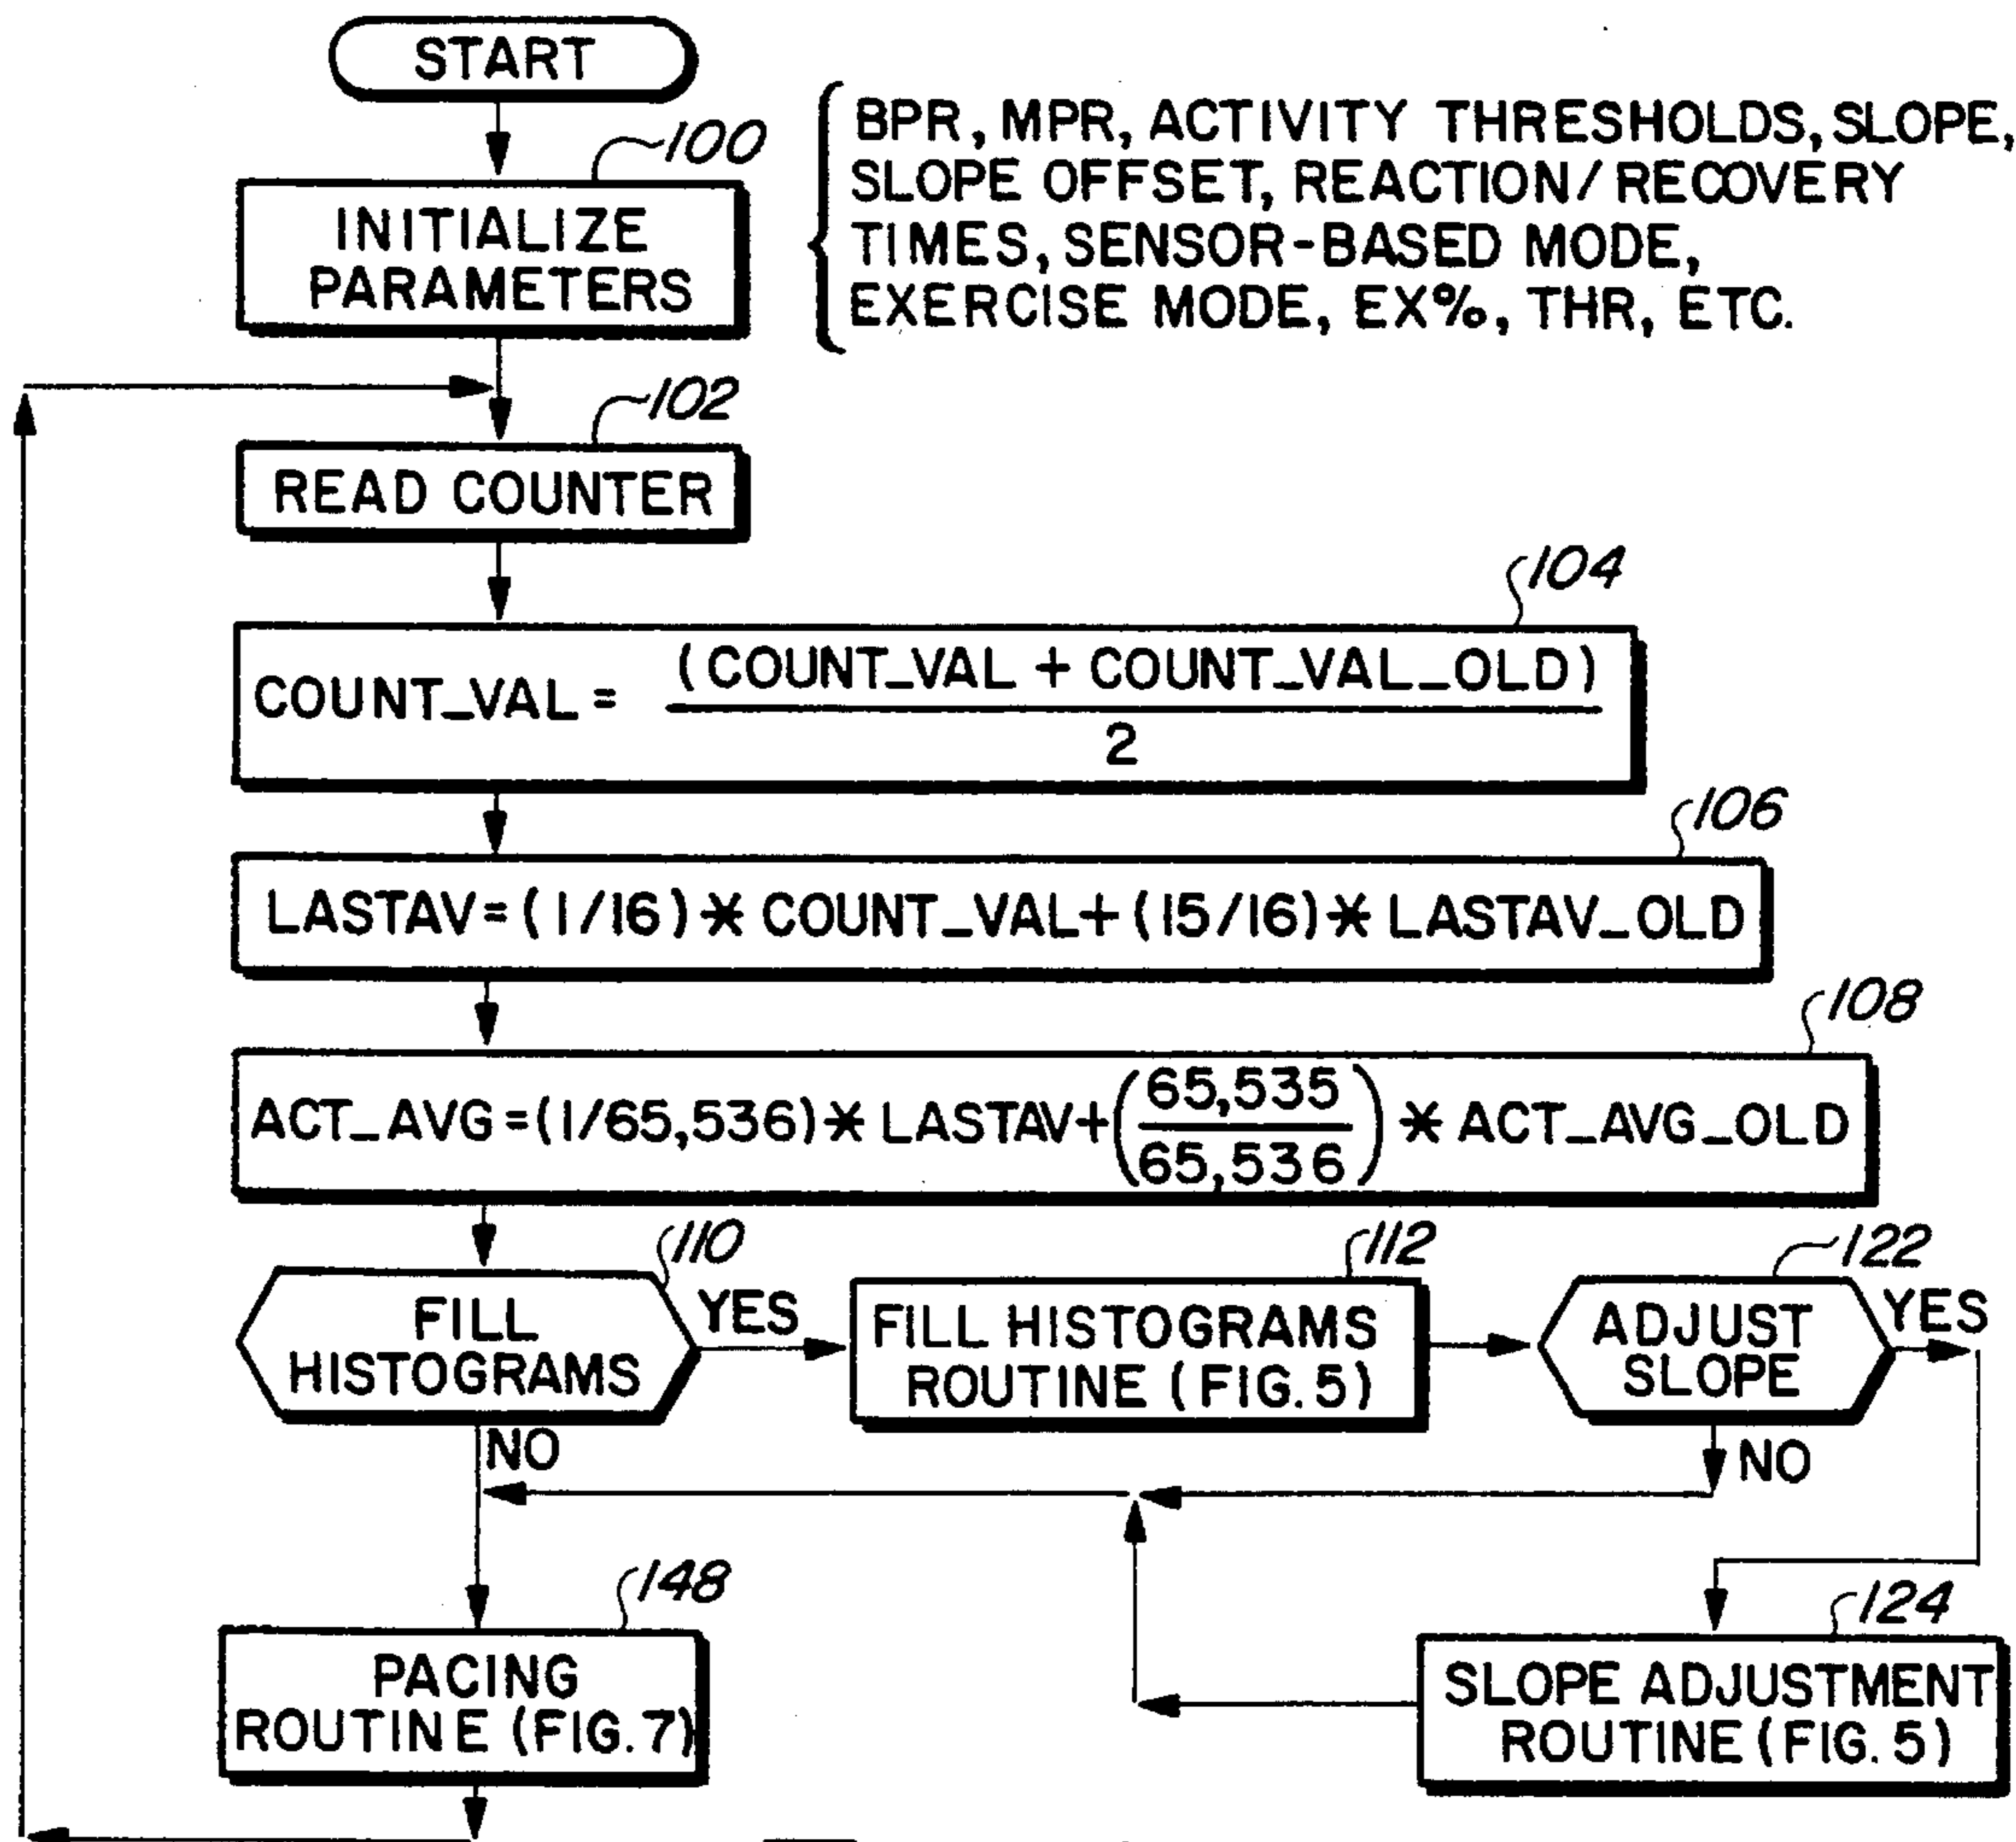 START
100
INITIALIZE
PARAMETERS
BPR, MPR, ACTIVITY THRESHOLDS, SLOPE,
SLOPE OFFSET, REACTION/RECOVERY
TIMES, SENSOR-BASED MODE,
EXERCISE MODE, EX%, THR, ETC.
102
READ COUNTER
104
COUNT_VAL = (COUNT_VAL + COUNT_VAL_OLD)
2
106
LASTAV=(1/16)*COUNT_VAL+(15/16)*LASTAV_OLD
108
ACT_AVG=(1/65,536)*LASTAV+(65,535/65,536)*ACT_AVG_OLD
110
FILL
HISTOGRAMS
YES
NO
112
FILL HISTOGRAMS
ROUTINE (FIG. 5)
122
ADJUST
SLOPE
YES
NO
148
PACING
ROUTINE (FIG. 7)
124
SLOPE ADJUSTMENT
ROUTINE (FIG. 5)